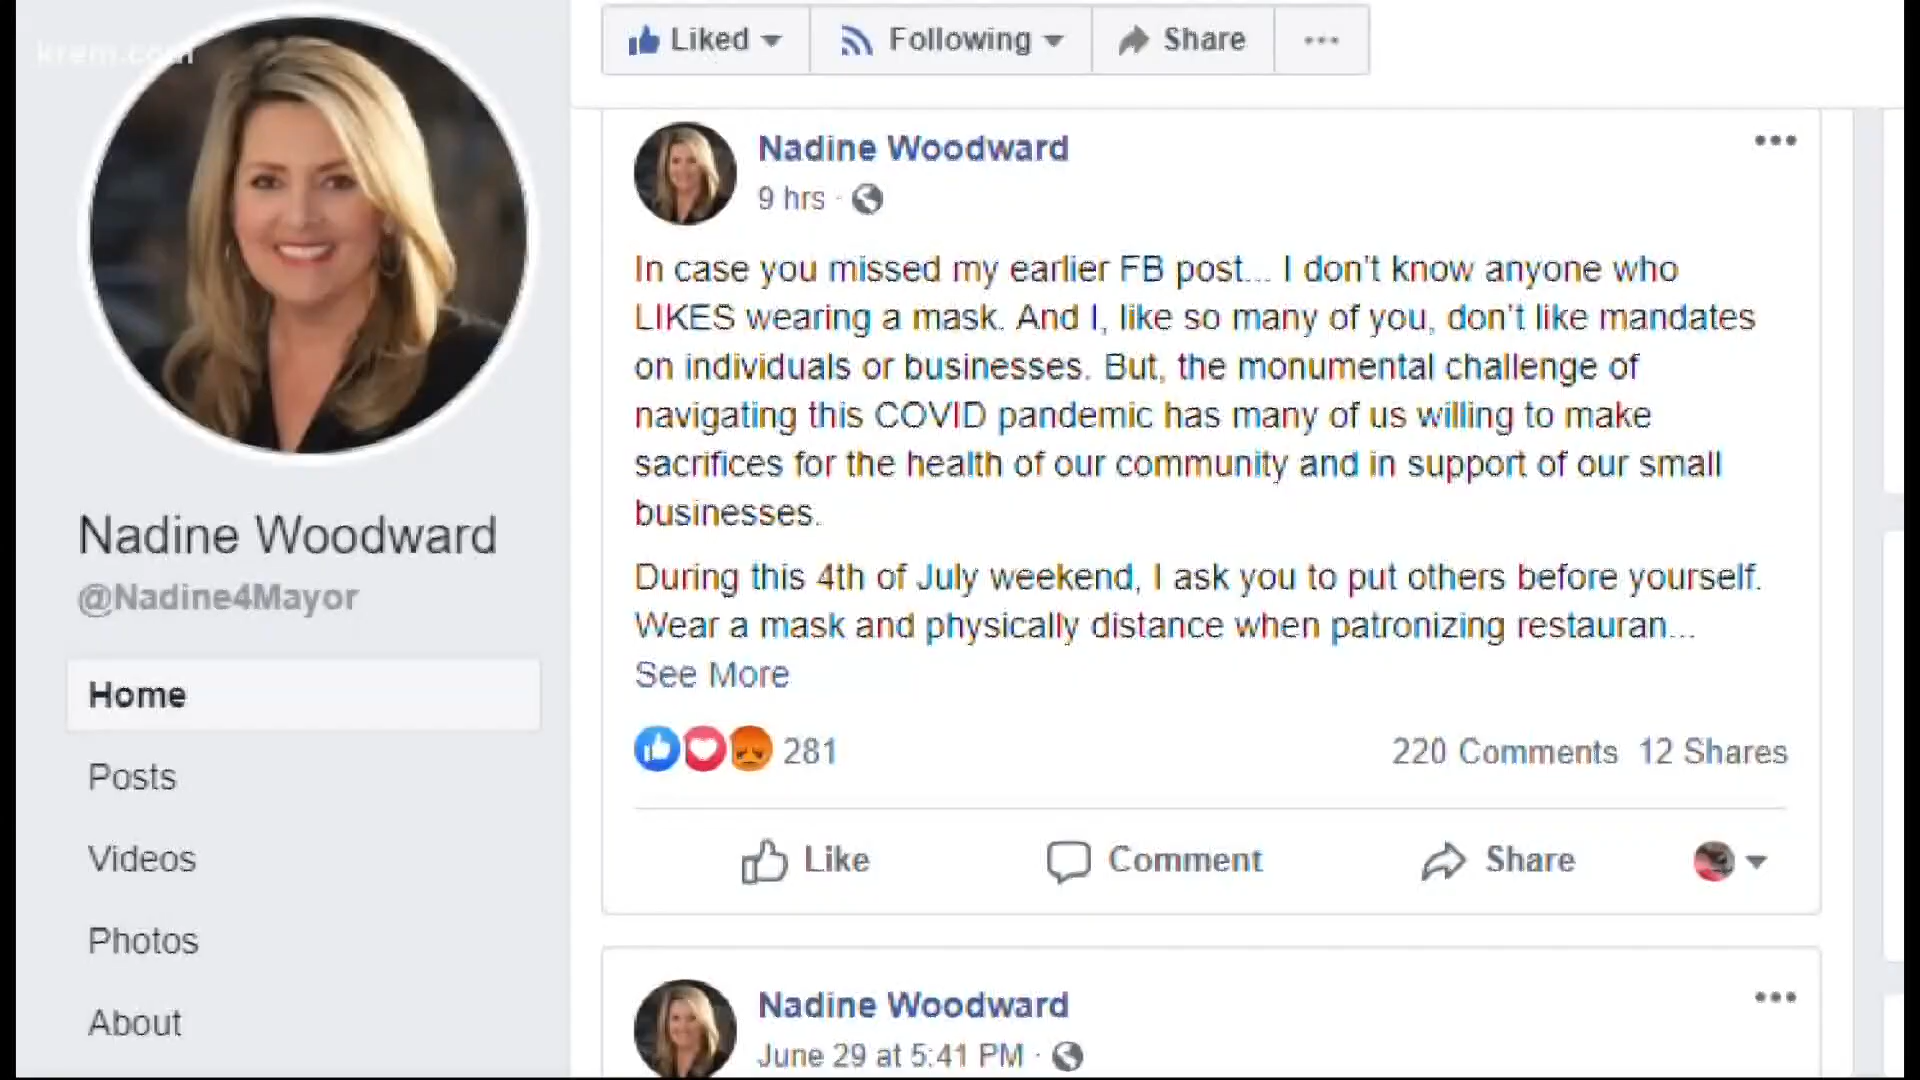 krem.com
Liked
Following
Share
Nadine Woodward
9 hrs ·
In case you missed my earlier FB post... I don't know anyone who
LIKES wearing a mask. And I, like so many of you, don't like mandates
on individuals or businesses. But, the monumental challenge of
navigating this COVID pandemic has many of us willing to make
sacrifices for the health of our community and in support of our small
businesses.
During this 4th of July weekend, I ask you to put others before yourself.
Wear a mask and physically distance when patronizing restauran...
See More
281
220 Comments 12 Shares
Like
Comment
Share
Nadine Woodward
June 29 at 5:41 PM ·
Nadine Woodward
@Nadine4Mayor
Home
Posts
Videos
Photos
About